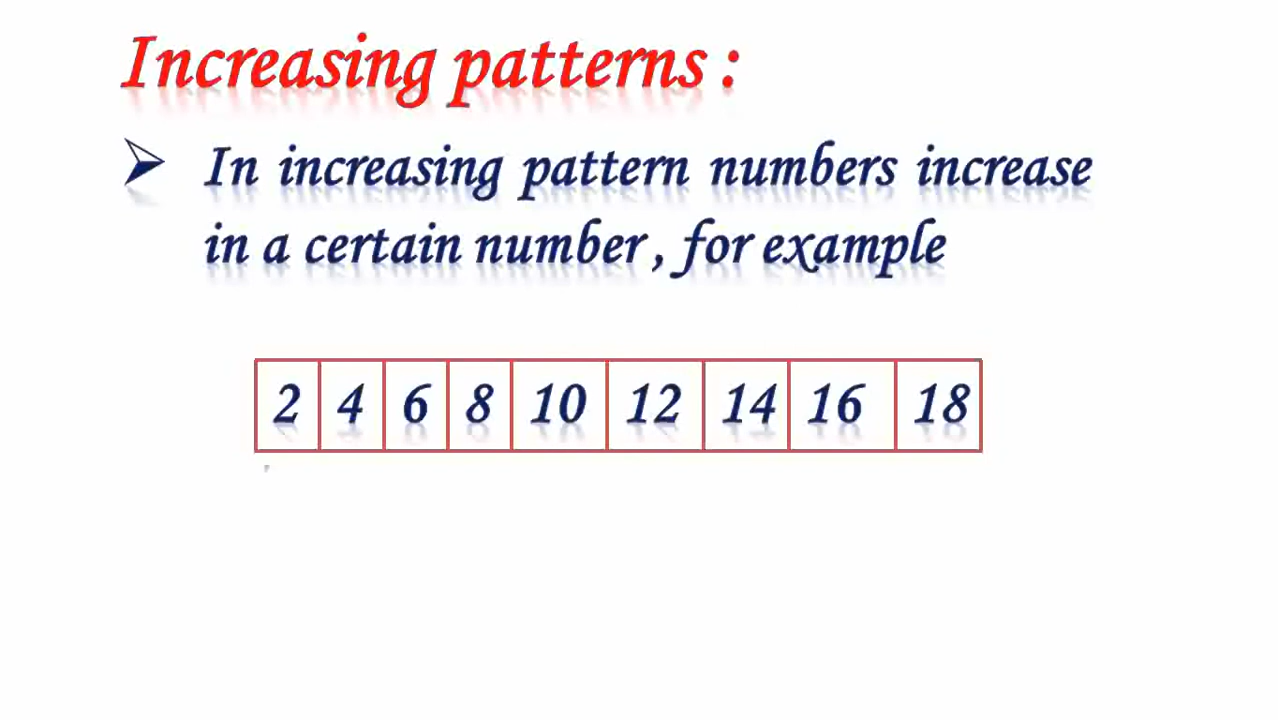 Increasing patterns :
➢ In increasing pattern numbers increase
in a certain number , for example
2 4 6 8 10 12 14 16 18